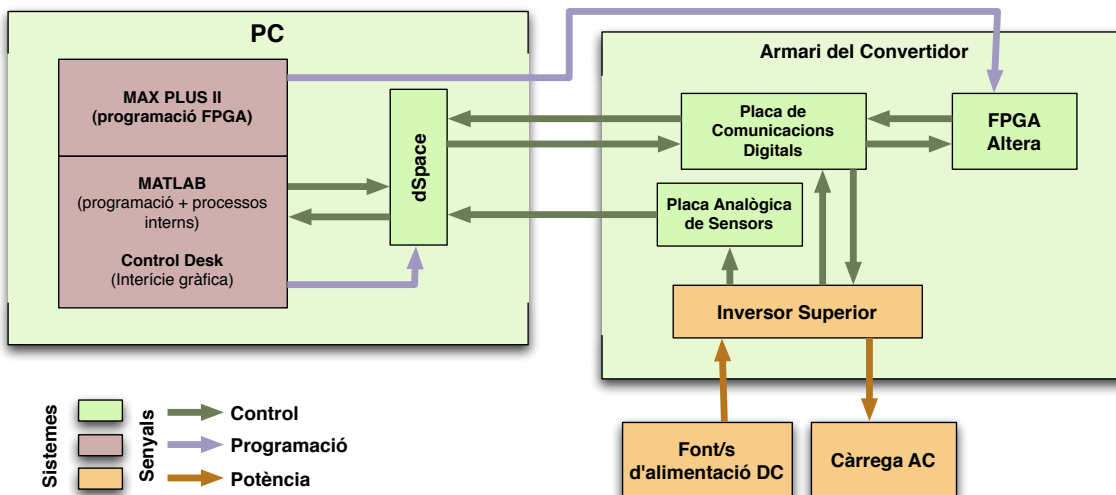 PC
MAX PLUS II
(programació FPGA)
MATLAB
(programació + processos
interns)
Control Desk
(Interície gràfica)
dSpace
Armari del Convertidor
Placa de
Comunicacions
Digitals
FPGA
Altera
Placa Analògica
de Sensors
Inversor Superior
Font/s
d'alimentació DC
Càrrega AC
Sistemes
Senyals
Control
Programació
Potència